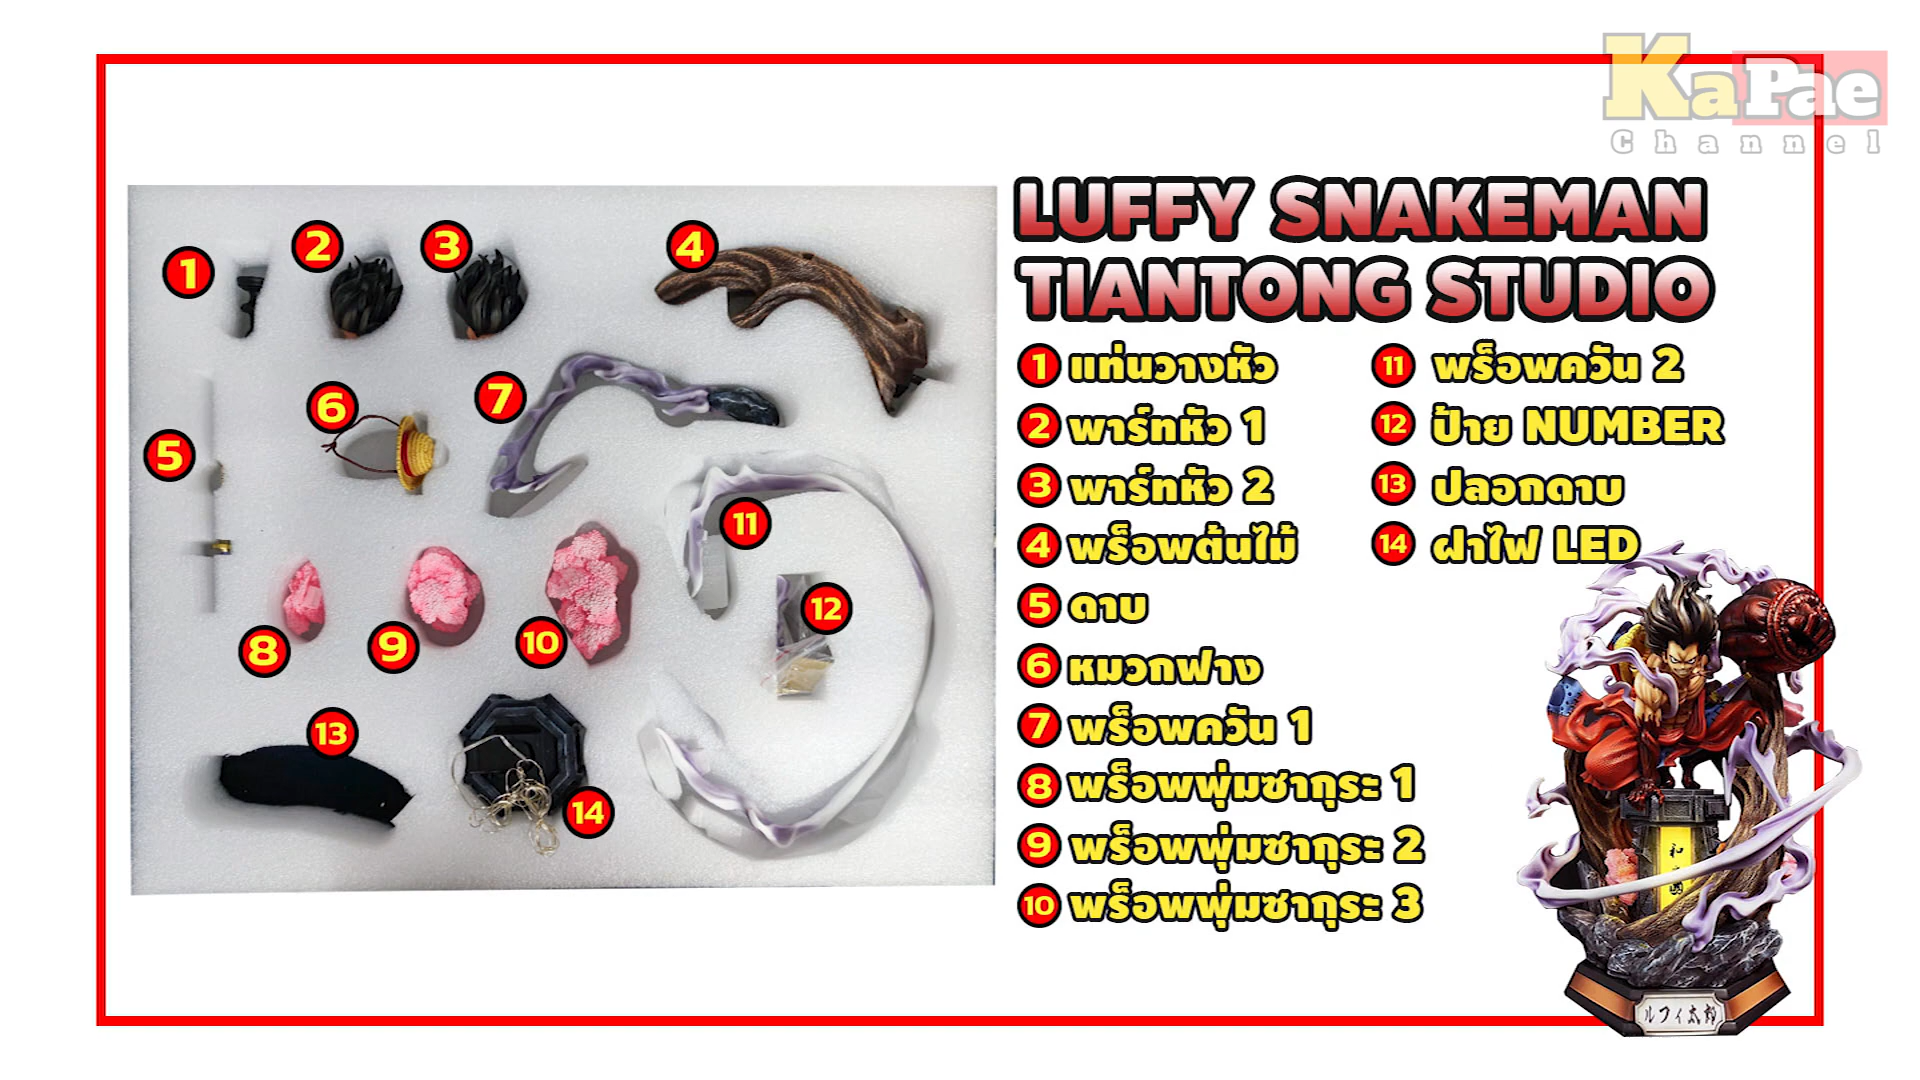 KaPae
Channel
LUFFY SNAKEMAN
TIANTONG STUDIO
1 แท่นวางหัว
2 พาร์ทหัว 1
3 พาร์ทหัว 2
4 พร็อพต้นไม้
5 ดาบ
6 หมวกฟาง
7 พร็อพควัน 1
8 พร็อพพุ่มซากุระ 1
9 พร็อพพุ่มซากุระ 2
10 พร็อพพุ่มซากุระ 3
11 พร็อพควัน 2
12 ป้าย NUMBER
13 ปลอกดาบ
14 ฝาไฟ LED
1
2
3
4
5
6
7
8
9
10
11
12
13
14
和
國
ルフィ太郎